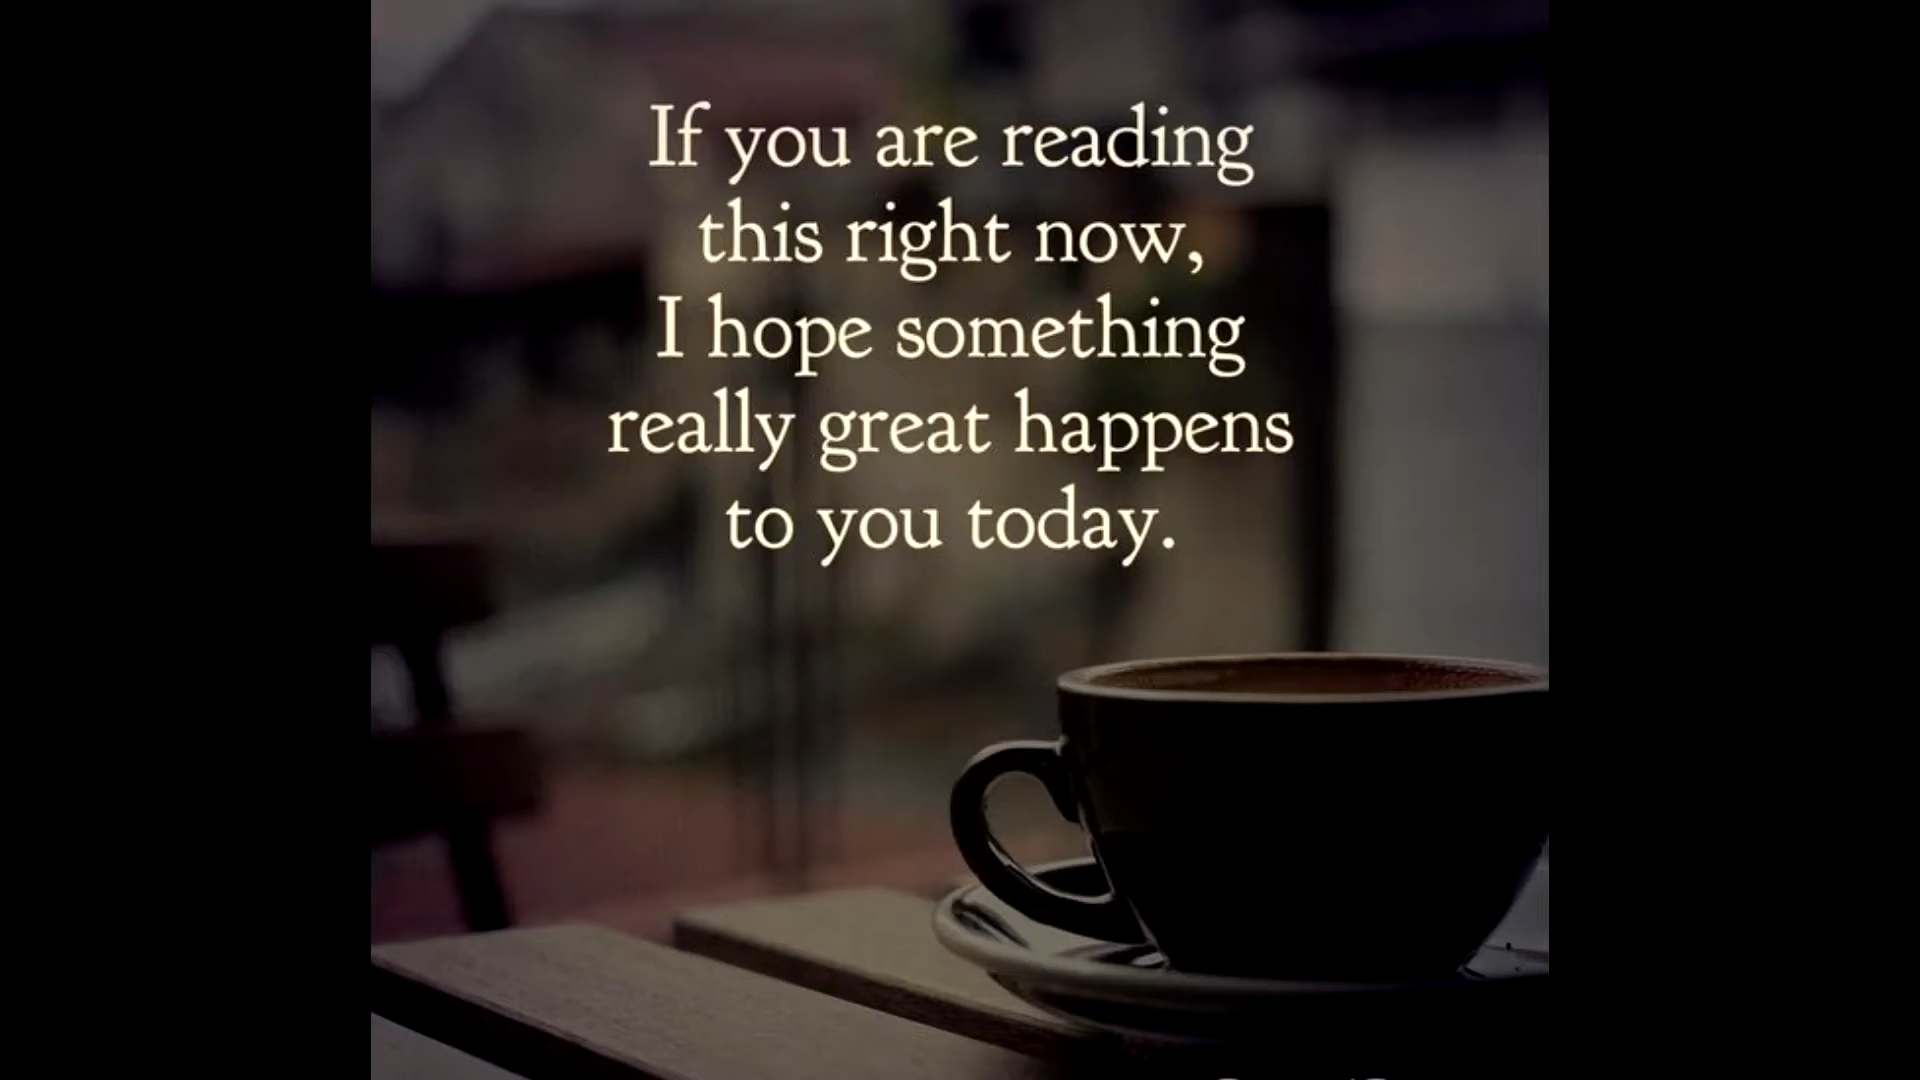 If you are reading
this right now,
I hope something
really great happens
to you today.